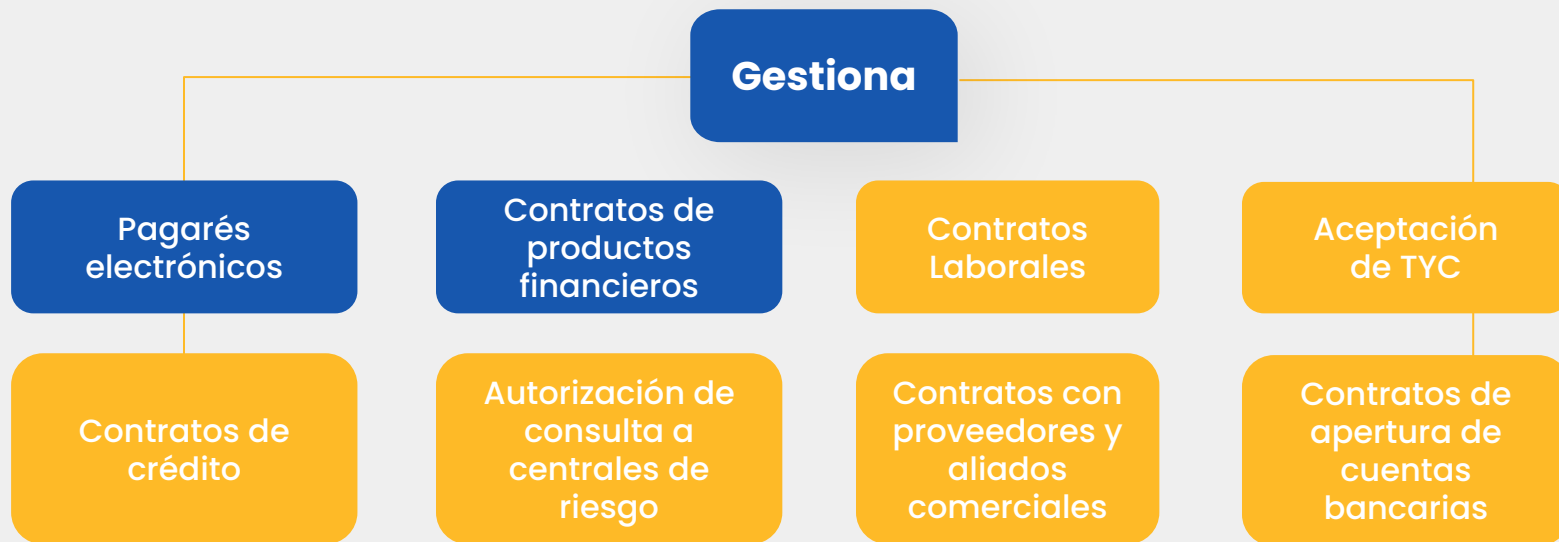 Gestiona
Pagarés
electrónicos
Contratos de
productos
financieros
Contratos
Laborales
Aceptación
de TYC
Contratos de
crédito
Autorización de
consulta a
centrales de
riesgo
Contratos con
proveedores y
aliados
comerciales
Contratos de
apertura de
cuentas
bancarias